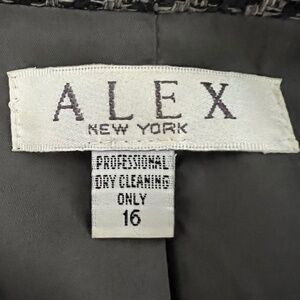 ALEX
NEW YORK
PROFESSIONAL
DRY CLEANING
ONLY
16